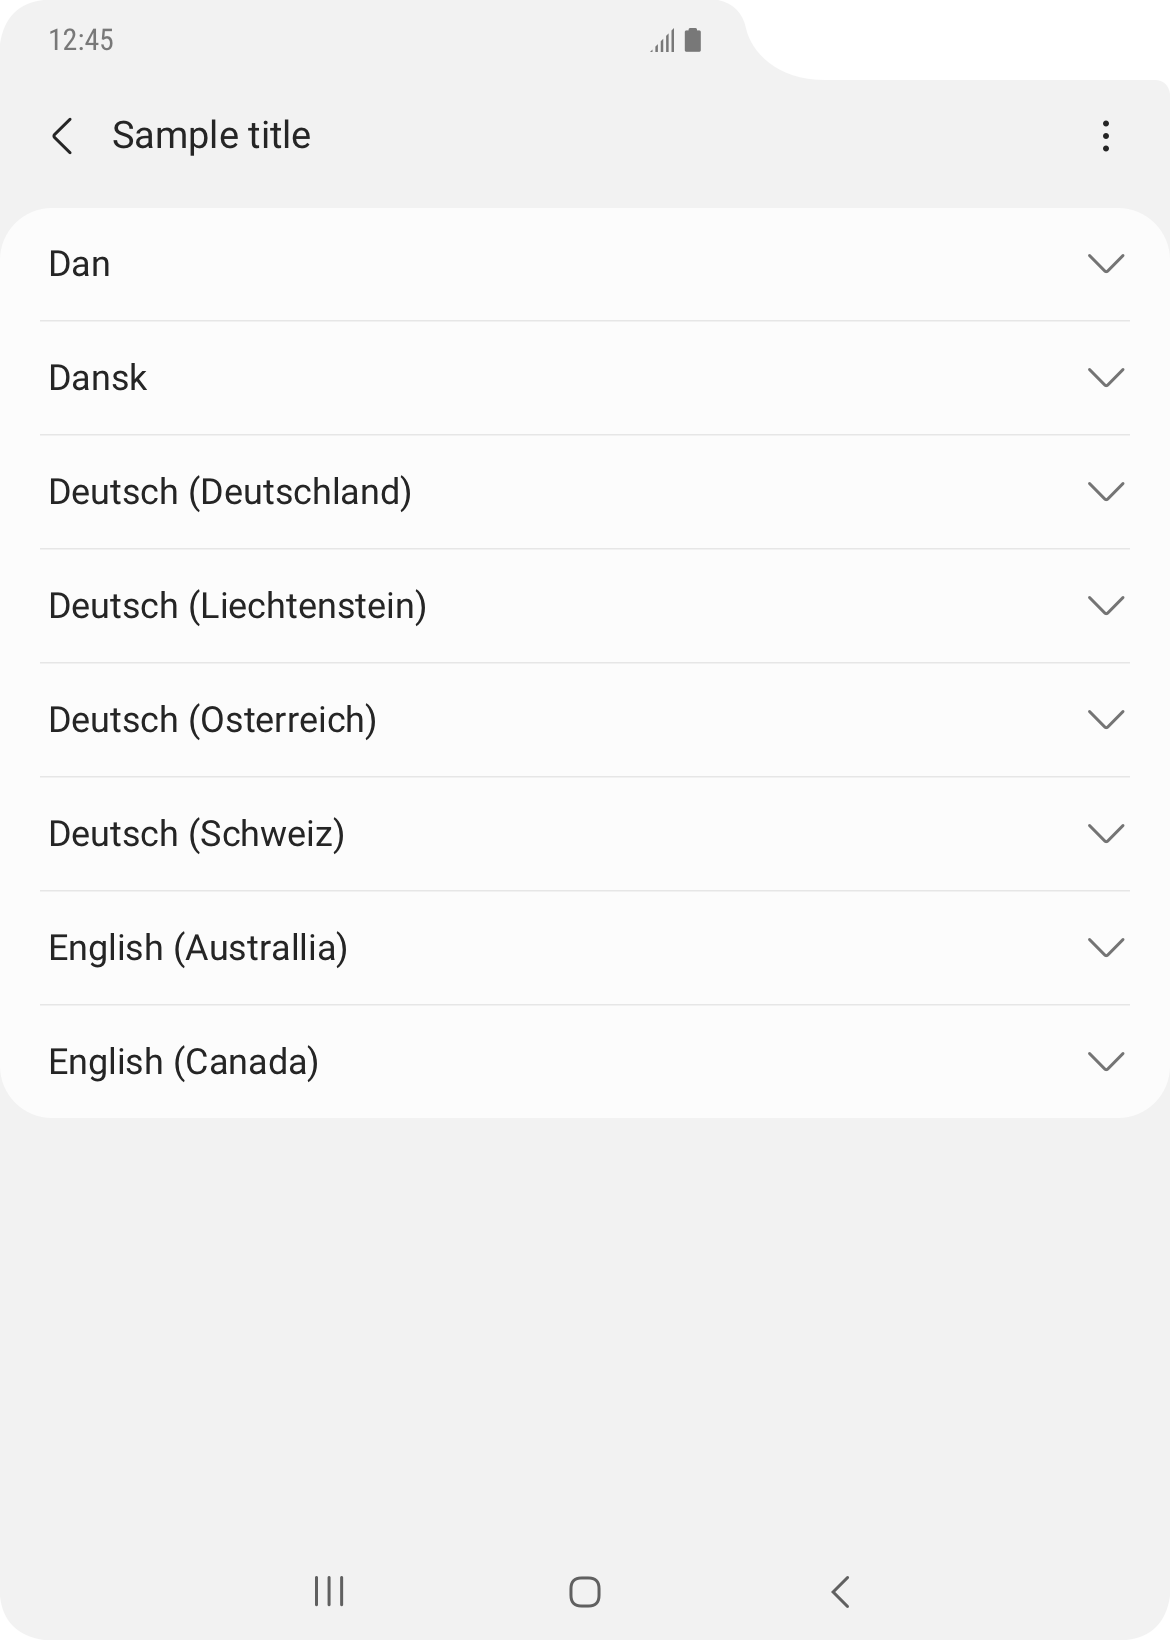 12:45
Sample title
Dan
Dansk
Deutsch (Deutschland)
Deutsch (Liechtenstein)
Deutsch (Osterreich)
Deutsch (Schweiz)
English (Australlia)
English (Canada)